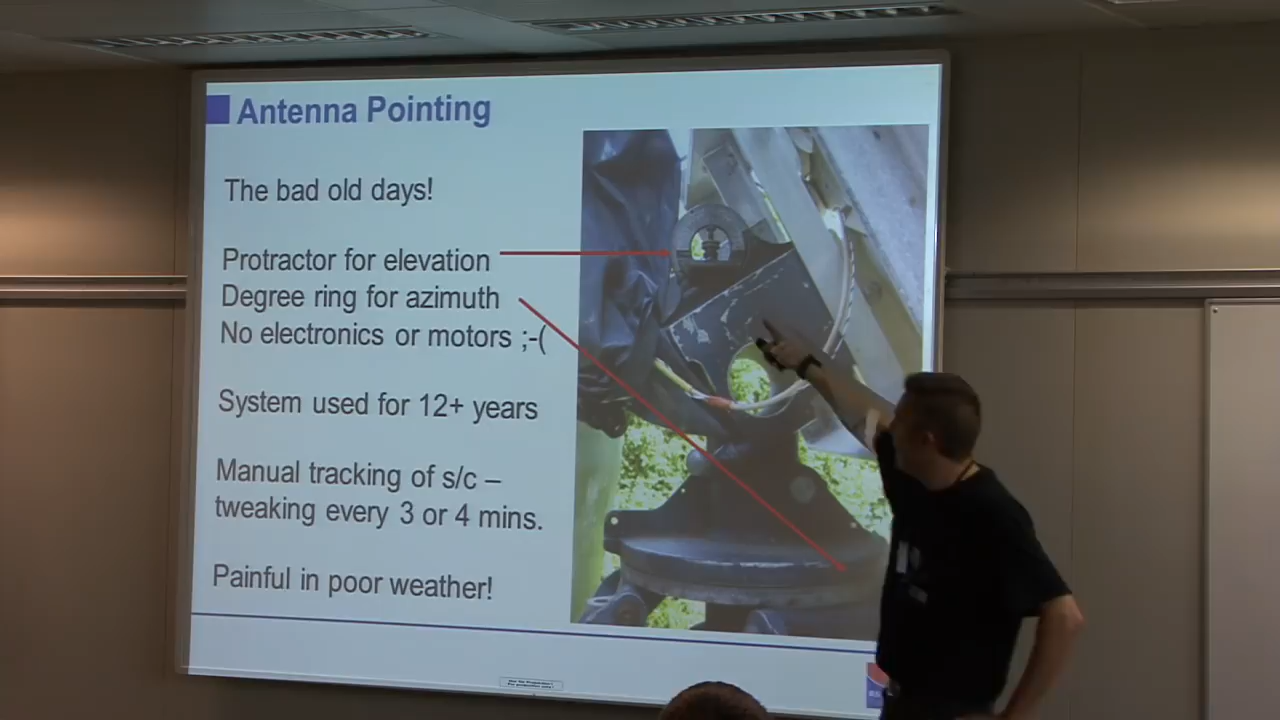 Antenna Pointing
The bad old days!
Protractor for elevation
Degree ring for azimuth
No electronics or motors ;-(
System used for 12+ years
Manual tracking of s/c –
tweaking every 3 or 4 mins.
Painful in poor weather!